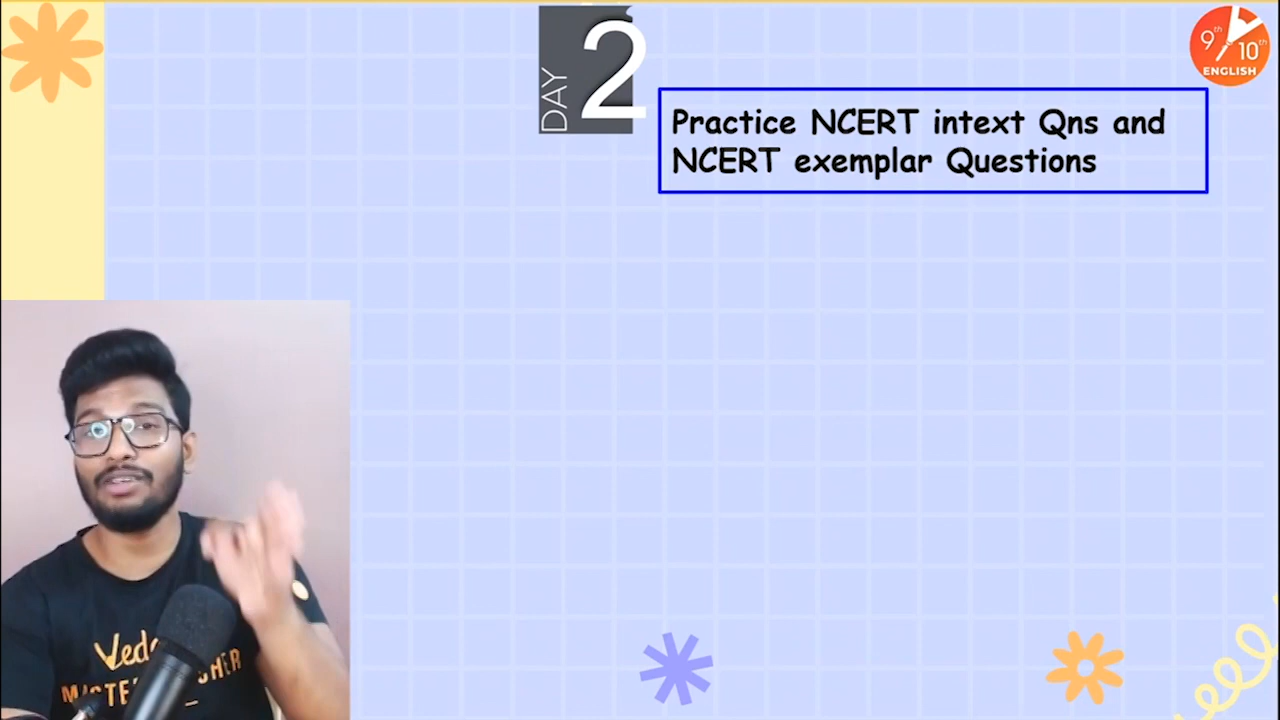 DAY
2
Practice NCERT intext Qns and
NCERT exemplar Questions
9th
10th
ENGLISH